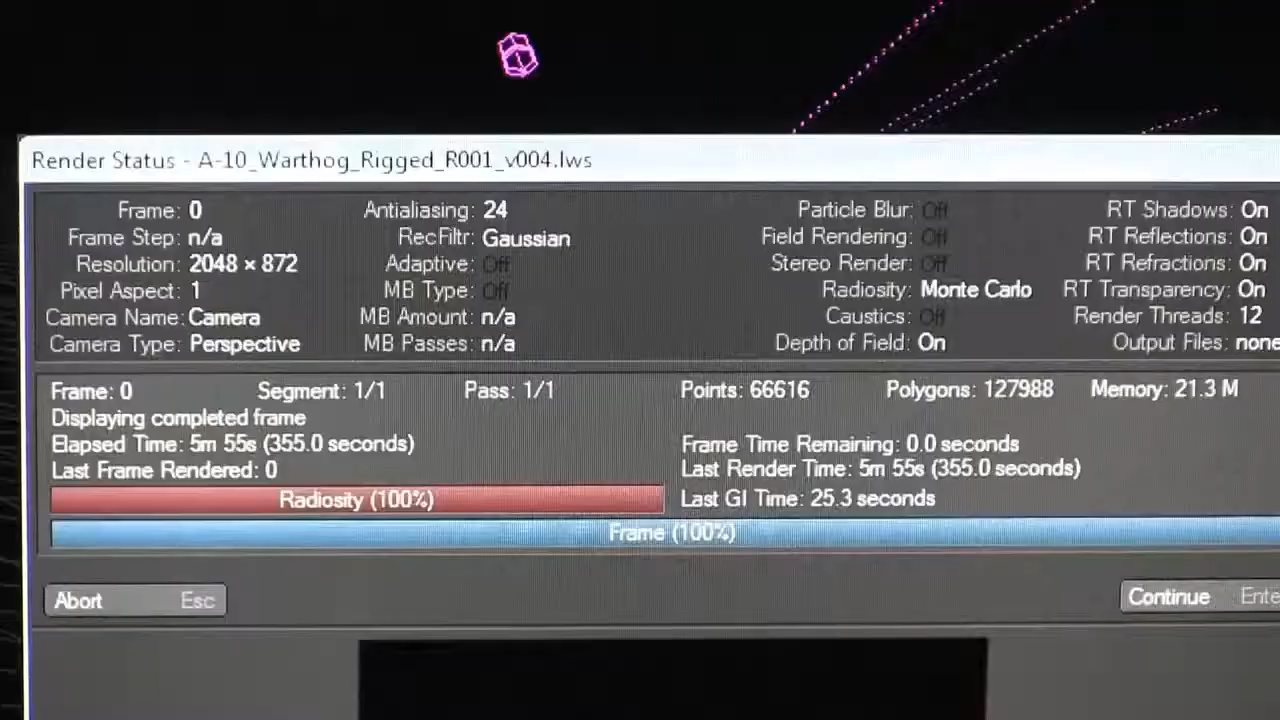 Render Status - A-10_Warthog_Rigged_R001_v004.lws
Frame: 0 Antialiasing: 24 Particle Blur: Off RT Shadows: On
Frame Step: n/a RecFiltr: Gaussian Field Rendering: Off RT Reflections: On
Resolution: 2048 × 872 Adaptive: Off Stereo Render: Off RT Refractions: On
Pixel Aspect: 1 MB Type: Off Radiosity: Monte Carlo RT Transparency: On
Camera Name: Camera MB Amount: n/a Caustics: Off Render Threads: 12
Camera Type: Perspective MB Passes: n/a Depth of Field: On Output Files: none
Frame: 0 Segment: 1/1 Pass: 1/1 Points: 66616 Polygons: 127988 Memory: 21.3 M
Displaying completed frame
Elapsed Time: 5m 55s (355.0 seconds) Frame Time Remaining: 0.0 seconds
Last Frame Rendered: 0 Last Render Time: 5m 55s (355.0 seconds)
Radiosity (100%) Last GI Time: 25.3 seconds
Frame (100%)
Abort Esc Continue Ente